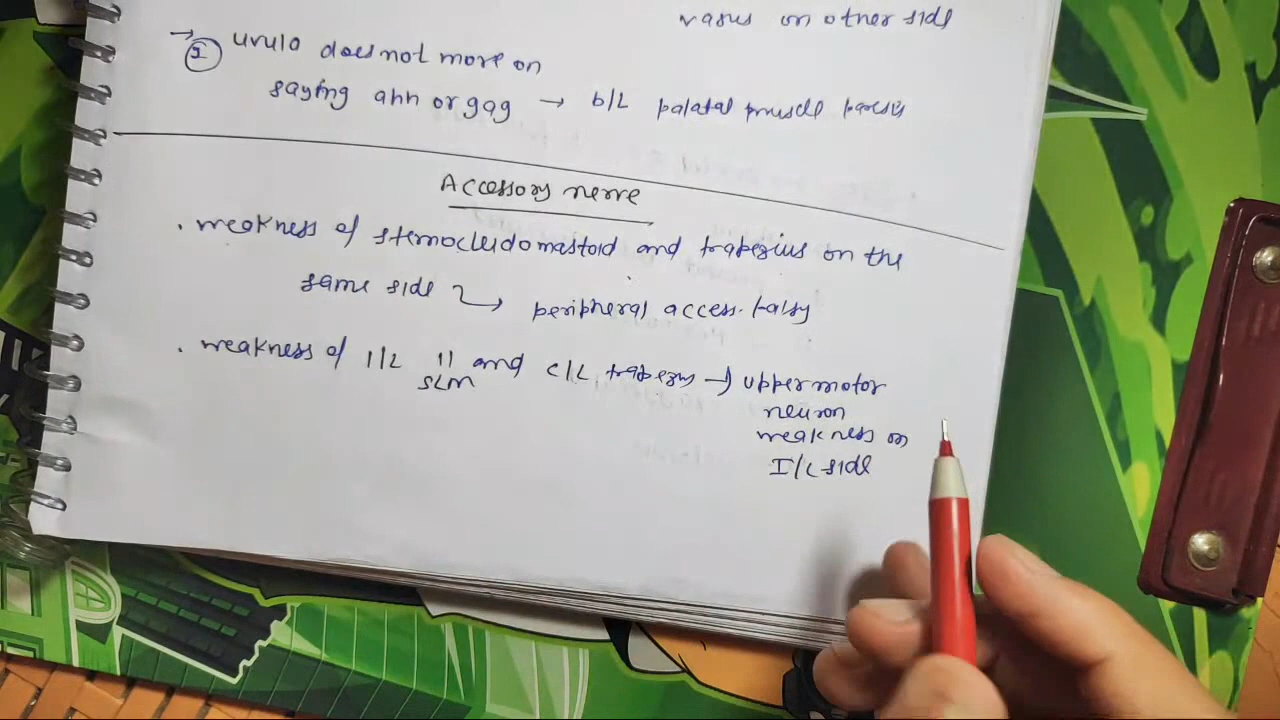 vagus on other side
→ ① uvula does not move on
saying ahh or gag → b/L palatal muscle paresis
Accessory nerve
. weakness of sternocleidomastoid and trapezius on the
same side → peripheral access. palsy
. weakness of I/L " and c/L trapezius → upper motor
SCM
neuron
weakness on
I/L side